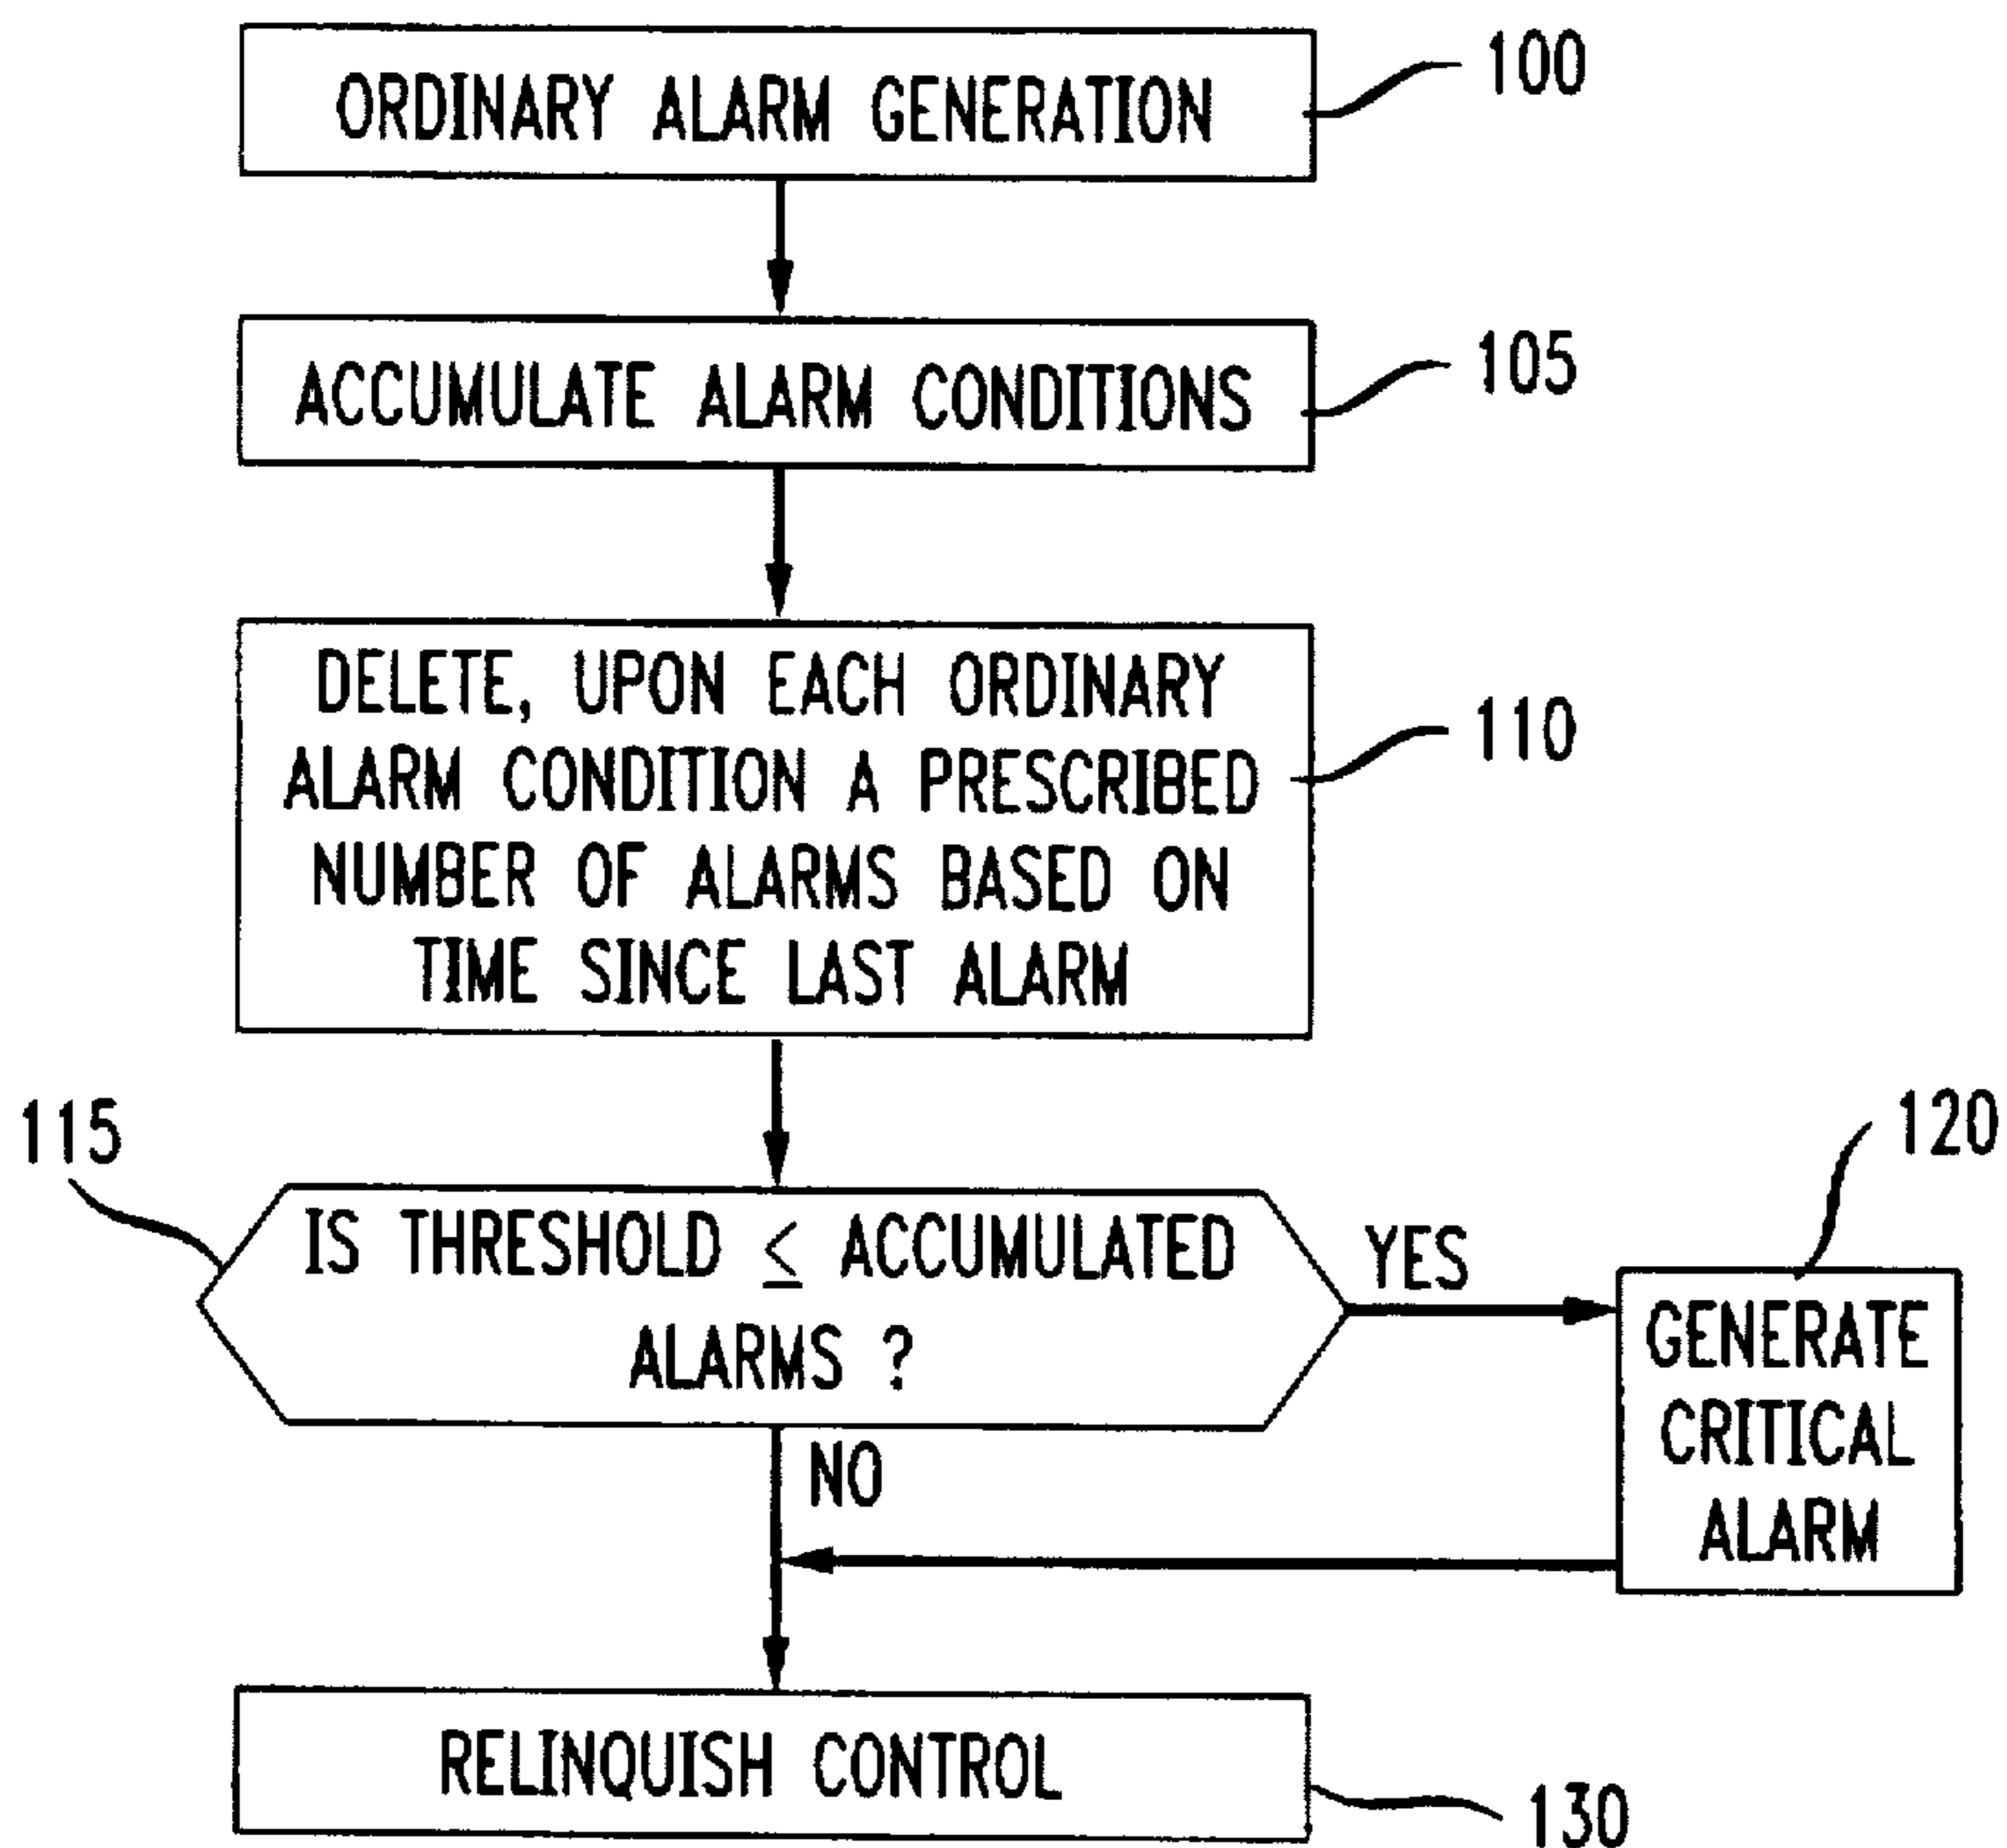 ORDINARY ALARM GENERATION
100
ACCUMULATE ALARM CONDITIONS
105
DELETE, UPON EACH ORDINARY
ALARM CONDITION A PRESCRIBED
NUMBER OF ALARMS BASED ON
TIME SINCE LAST ALARM
110
115
IS THRESHOLD ≤ ACCUMULATED
ALARMS ?
YES
120
GENERATE
CRITICAL
ALARM
NO
RELINQUISH CONTROL
130